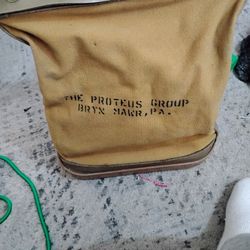 THE PROTEUS GROUP
BRYN MAWR, PA.